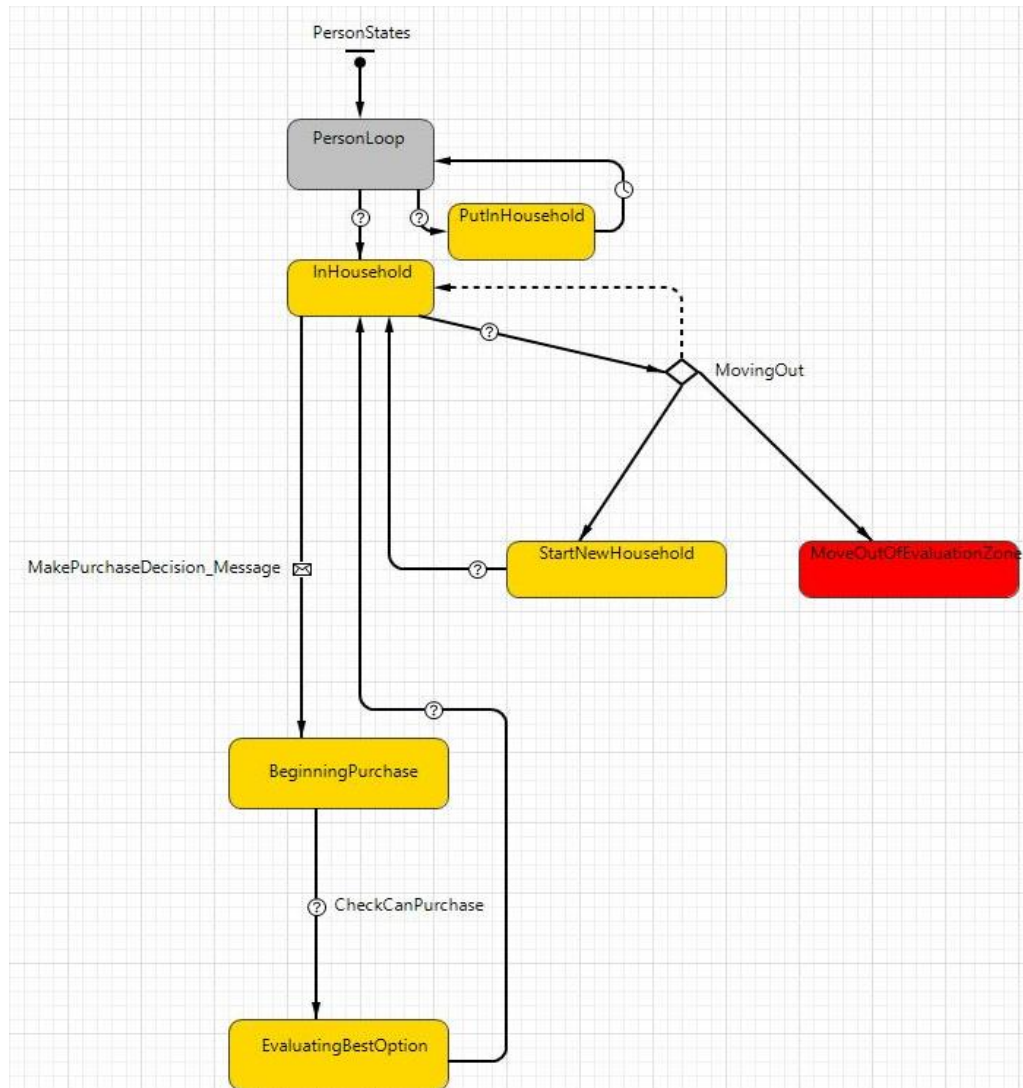 PersonStates
PersonLoop
PutInHousehold
InHousehold
MovingOut
StartNewHousehold
MoveOutOfEvaluationZone
MakePurchaseDecision_Message
BeginningPurchase
CheckCanPurchase
EvaluatingBestOption